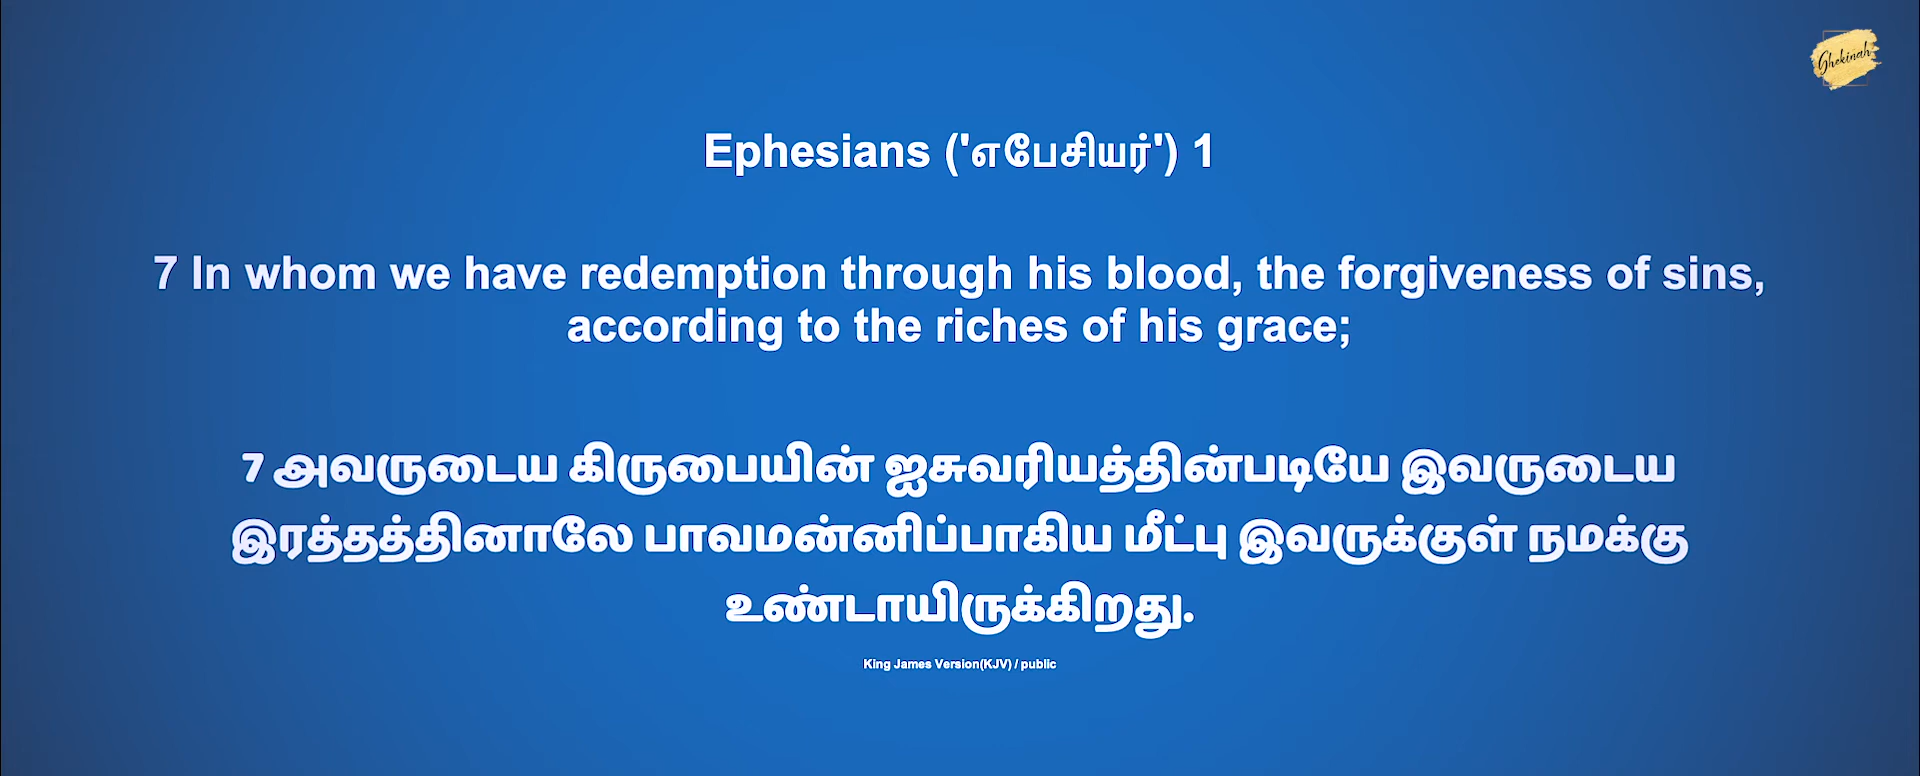 Ghekinah
Ephesians ('எபேசியர்') 1
7 In whom we have redemption through his blood, the forgiveness of sins,
according to the riches of his grace;
7 அவருடைய கிருபையின் ஐசுவரியத்தின்படியே இவருடைய
இரத்தத்தினாலே பாவமன்னிப்பாகிய மீட்பு இவருக்குள் நமக்கு
உண்டாயிருக்கிறது.
King James Version(KJV) / public